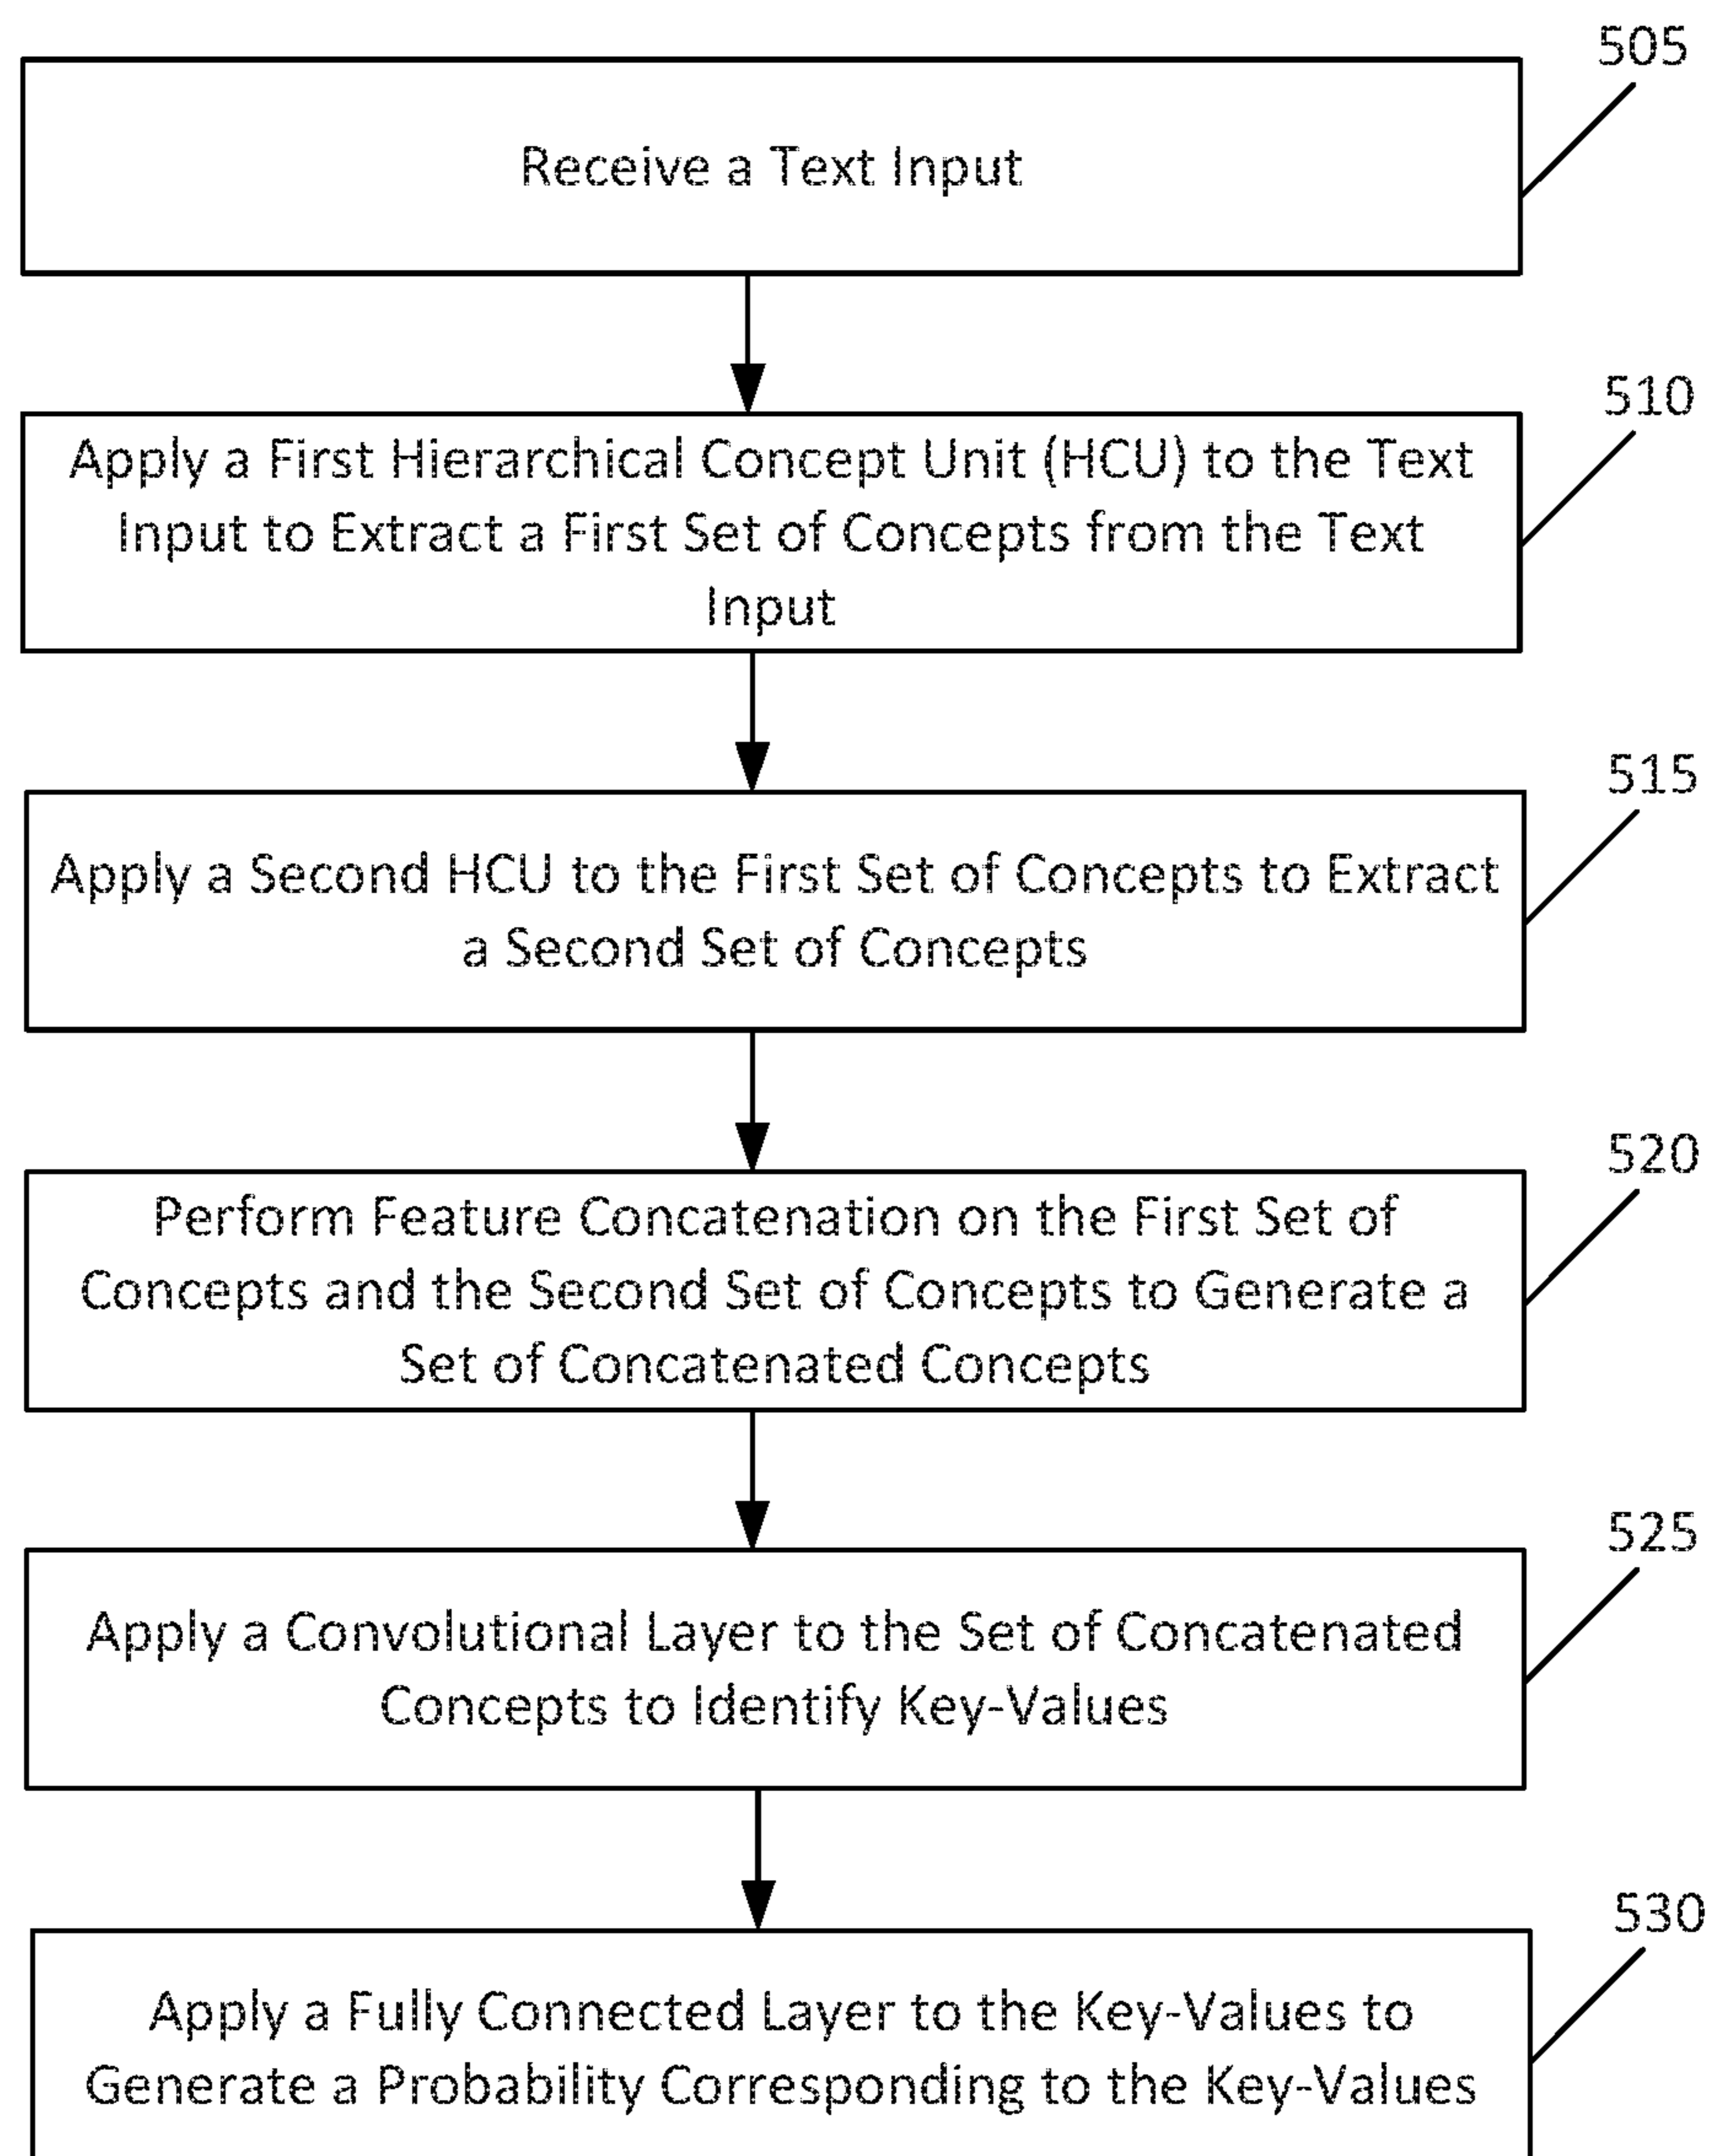 505
Receive a Text Input
510
Apply a First Hierarchical Concept Unit (HCU) to the Text
Input to Extract a First Set of Concepts from the Text
Input
515
Apply a Second HCU to the First Set of Concepts to Extract
a Second Set of Concepts
520
Perform Feature Concatenation on the First Set of
Concepts and the Second Set of Concepts to Generate a
Set of Concatenated Concepts
525
Apply a Convolutional Layer to the Set of Concatenated
Concepts to Identify Key-Values
530
Apply a Fully Connected Layer to the Key-Values to
Generate a Probability Corresponding to the Key-Values